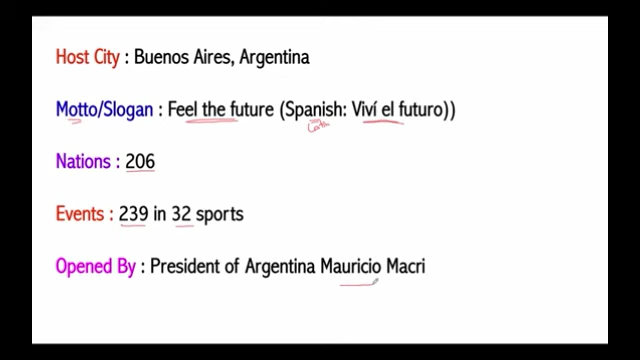 Host City : Buenos Aires, Argentina
Motto/Slogan : Feel the future (Spanish: Viví el futuro))
Nations : 206
Events : 239 in 32 sports
Opened By : President of Argentina Mauricio Macri